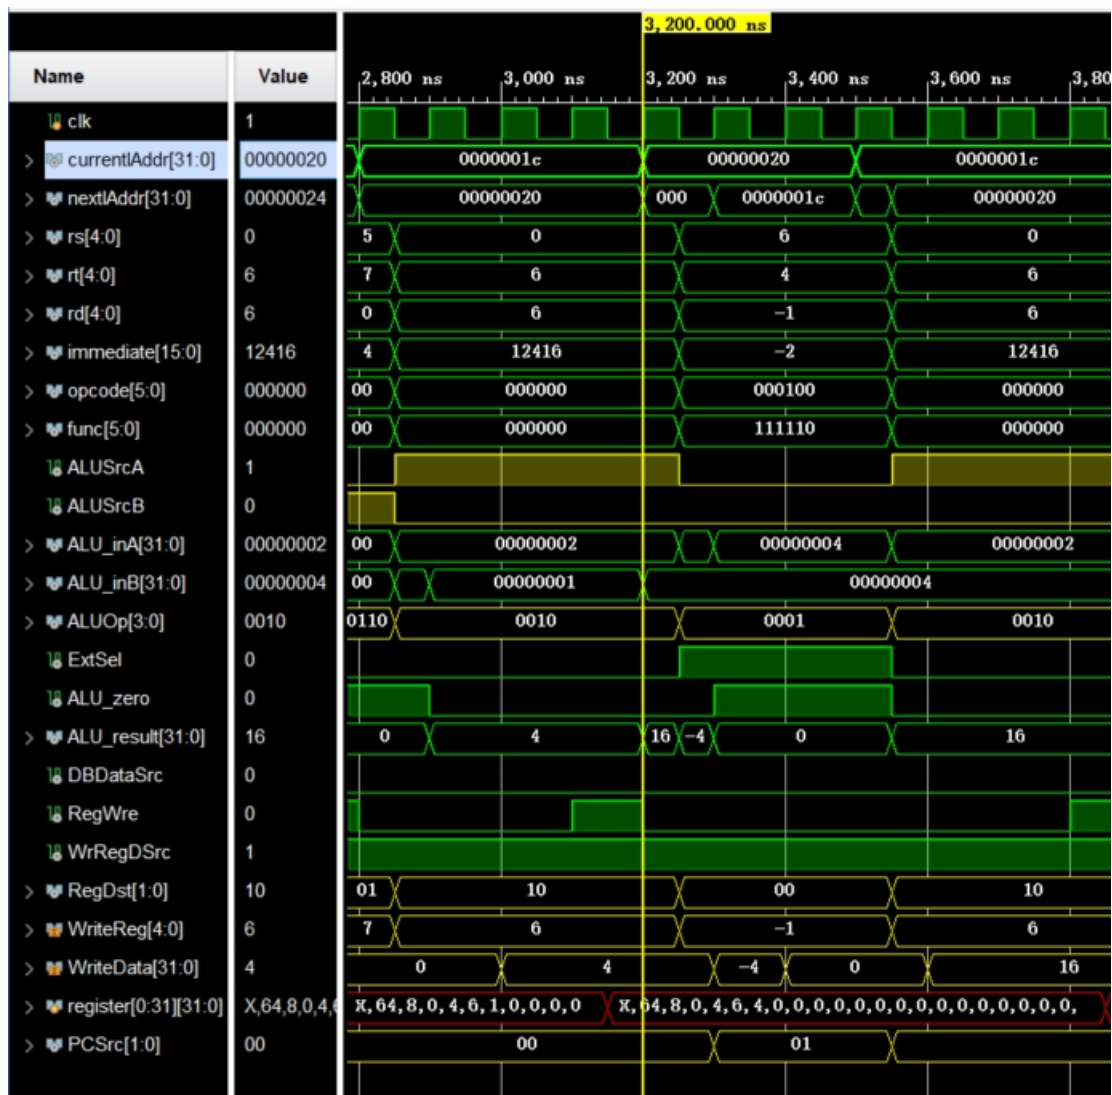 3,200.000 ns
Name Value 2,800 ns 3,000 ns 3,200 ns 3,400 ns 3,600 ns 3,80
clk 1
currentIAddr[31:0] 00000020 0000001c 00000020 0000001c
nextIAddr[31:0] 00000024 00000020 000 0000001c 00000020
rs[4:0] 0 5 0 6 0
rt[4:0] 6 7 6 4 6
rd[4:0] 6 0 6 -1 6
immediate[15:0] 12416 4 12416 -2 12416
opcode[5:0] 000000 00 000000 000100 000000
func[5:0] 000000 00 000000 111110 000000
ALUSrcA 1
ALUSrcB 0
ALU_inA[31:0] 00000002 00 00000002 00000004 00000002
ALU_inB[31:0] 00000004 00 00000001 00000004
ALUOp[3:0] 0010 0110 0010 0001 0010
ExtSel 0
ALU_zero 0
ALU_result[31:0] 16 0 4 16 -4 0 16
DBDataSrc 0
RegWre 0
WrRegDSrc 1
RegDst[1:0] 10 01 10 00 10
WriteReg[4:0] 6 7 6 -1 6
WriteData[31:0] 4 0 4 -4 0 16
register[0:31][31:0] X,64,8,0,4,6 X,64,8,0,4,6,1,0,0,0,0 X,64,8,0,4,6,4,0,0,0,0,0,0,0,0,0,0,0,0,0,
PCSrc[1:0] 00 00 01